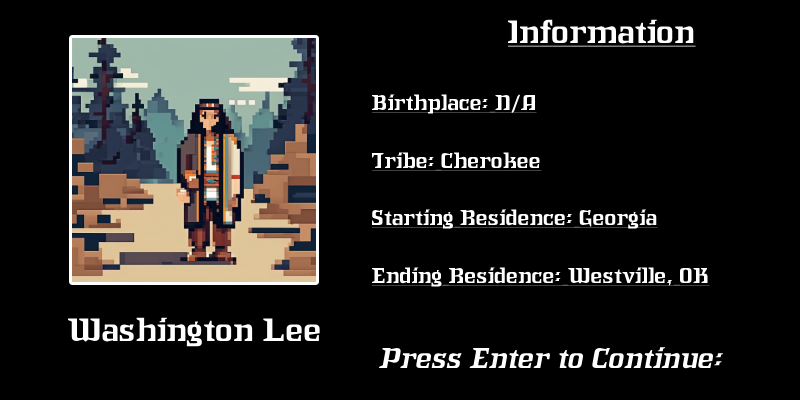 Information
Birthplace: N/A
Tribe: Cherokee
Starting Residence: Georgia
Ending Residence: Westville, OK
Washington Lee
Press Enter to Continue: